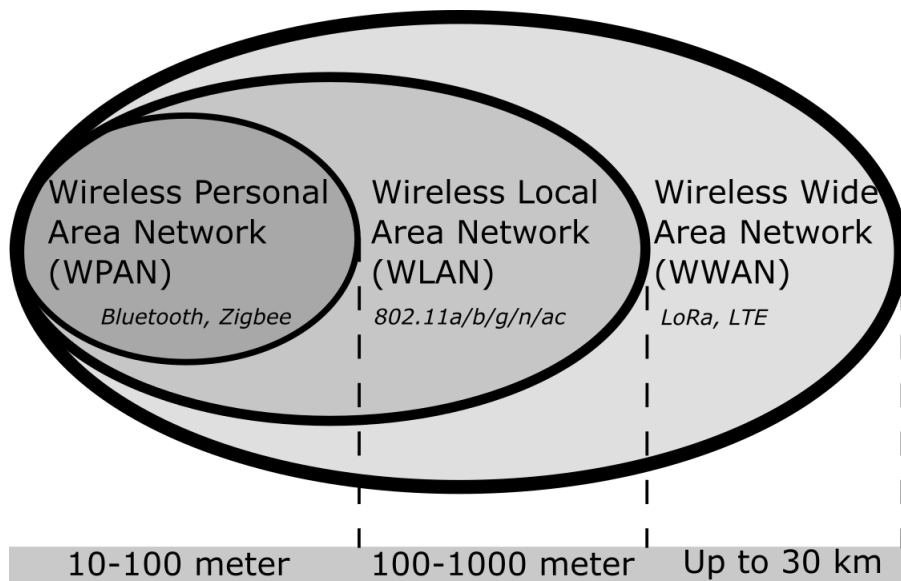 Wireless Personal
Area Network
(WPAN)
Bluetooth, Zigbee
Wireless Local
Area Network
(WLAN)
802.11a/b/g/n/ac
Wireless Wide
Area Network
(WWAN)
LoRa, LTE
10-100 meter
100-1000 meter
Up to 30 km